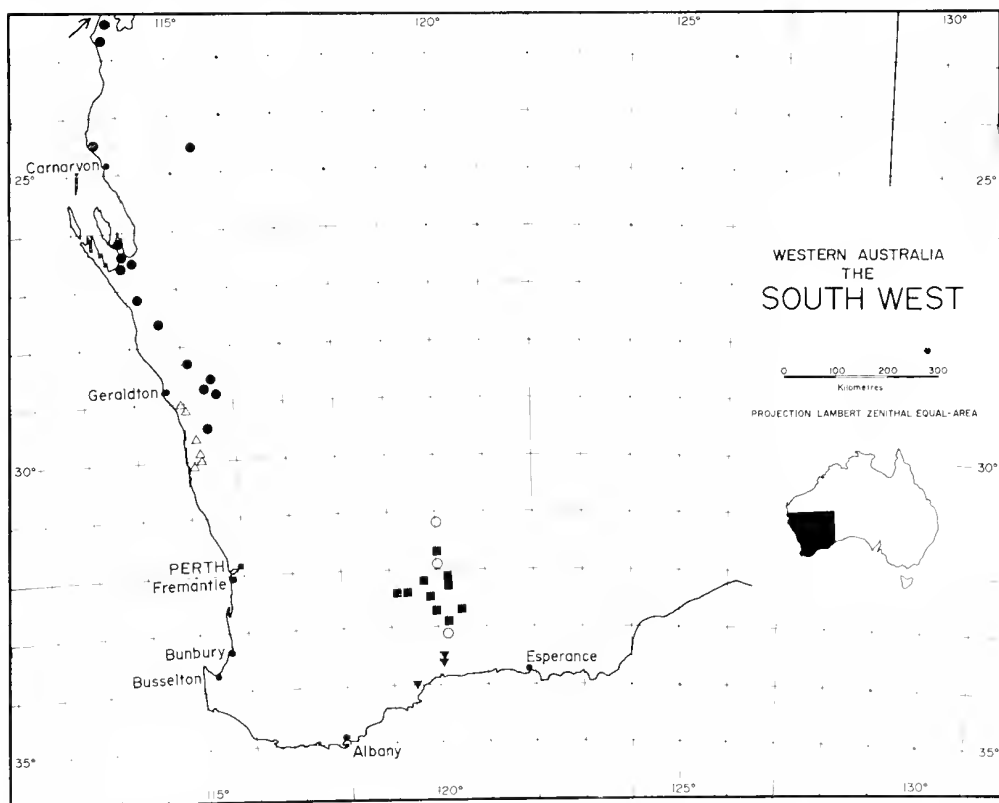 115° 120° 125° 130°
Carnarvon
25° 25°
WESTERN AUSTRALIA
THE
SOUTH WEST
0 100 200 300
Kilometres
PROJECTION LAMBERT ZENITHAL EQUAL-AREA
Geraldton
30° 30°
PERTH
Fremantle
Bunbury
Busselton
Esperance
Albany
35° 35°
115° 120° 125° 130°